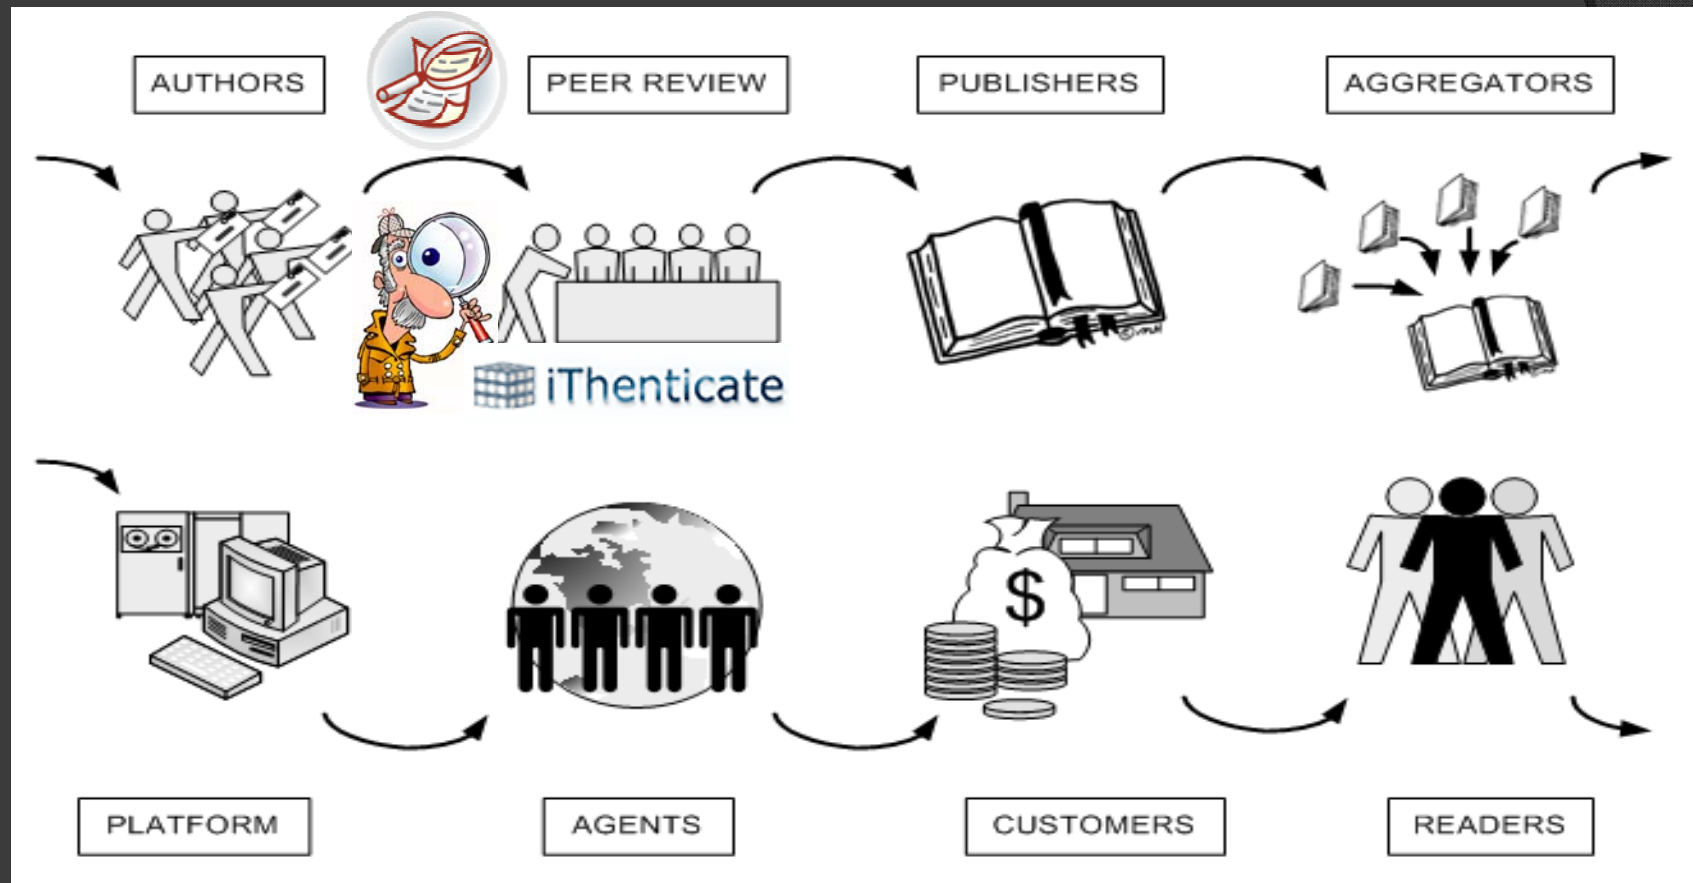 AUTHORS
PEER REVIEW
PUBLISHERS
AGGREGATORS
iThenticate
$
PLATFORM
AGENTS
CUSTOMERS
READERS